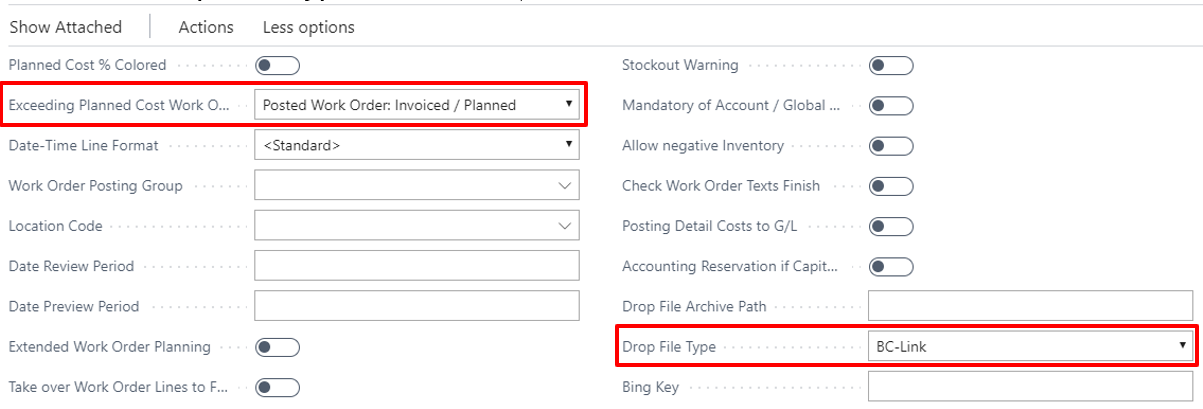 Show Attached Actions Less options
Planned Cost % Colored
Exceeding Planned Cost Work O... Posted Work Order: Invoiced / Planned
Date-Time Line Format <Standard>
Work Order Posting Group
Location Code
Date Review Period
Date Preview Period
Extended Work Order Planning
Take over Work Order Lines to F...
Stockout Warning
Mandatory of Account / Global ...
Allow negative Inventory
Check Work Order Texts Finish
Posting Detail Costs to G/L
Accounting Reservation if Capit...
Drop File Archive Path
Drop File Type BC-Link
Bing Key